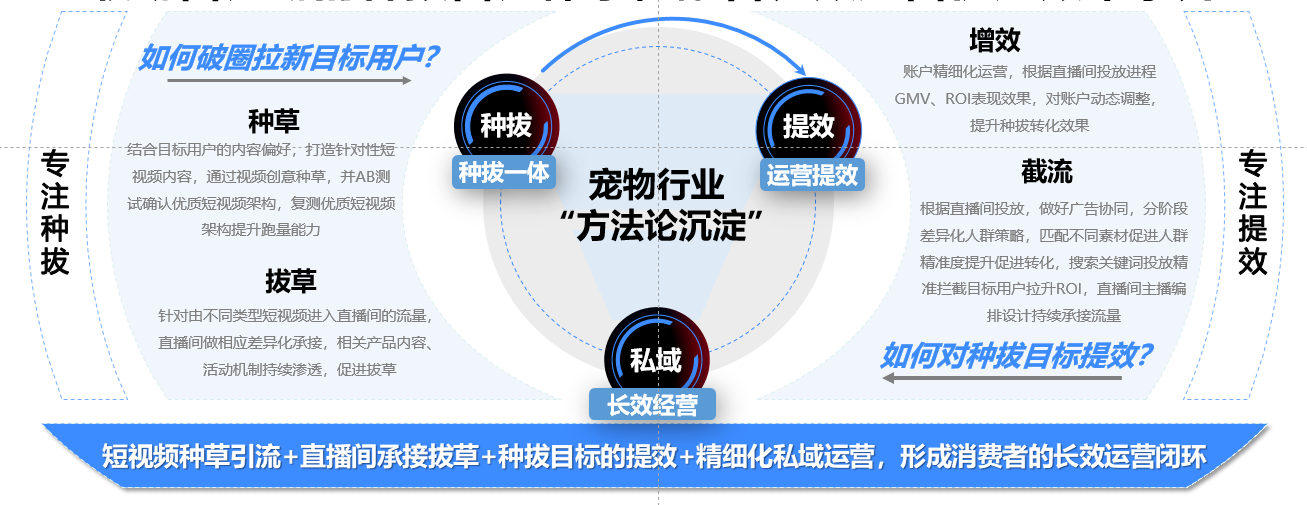 如何破圈拉新目标用户?
种草
结合目标用户的内容偏好，打造针对性短
视频内容，通过视频创意种草，并AB测
试确认优质短视频架构，复测优质短视频
架构提升跑量能力
拔草
针对由不同类型短视频进入直播间的流量，
直播间做相应差异化承接，相关产品内容、
活动机制持续渗透，促进拔草
专注种拔
种拔
种拔一体
提效
运营提效
宠物行业
“方法论沉淀”
私域
长效经营
增效
账户精细化运营，根据直播间投放进程
GMV、ROI表现效果，对账户动态调整，
提升种拔转化效果
截流
根据直播间投放，做好广告协同，分阶段
差异化人群策略，匹配不同素材促进人群
精准度提升促进转化，搜索关键词投放精
准拦截目标用户拉升ROI，直播间主播编
排设计持续承接流量
如何对种拔目标提效?
专注提效
短视频种草引流+直播间承接拔草+种拔目标的提效+精细化私域运营，形成消费者的长效运营闭环